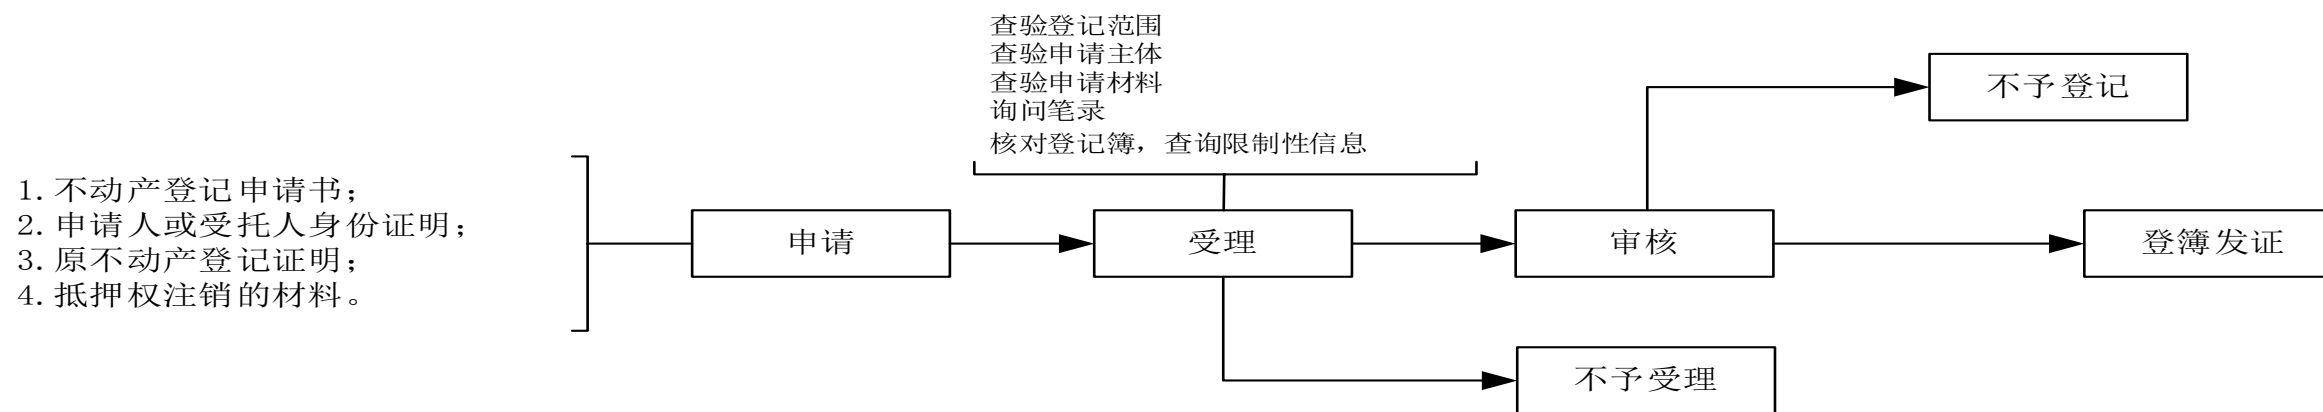 查验登记范围
查验申请主体
查验申请材料
询问笔录
核对登记簿，查询限制性信息
不予登记
1.不动产登记申请书；
2.申请人或受托人身份证明；
3.原不动产登记证明；
4.抵押权注销的材料。
申请
受理
审核
登簿发证
不予受理